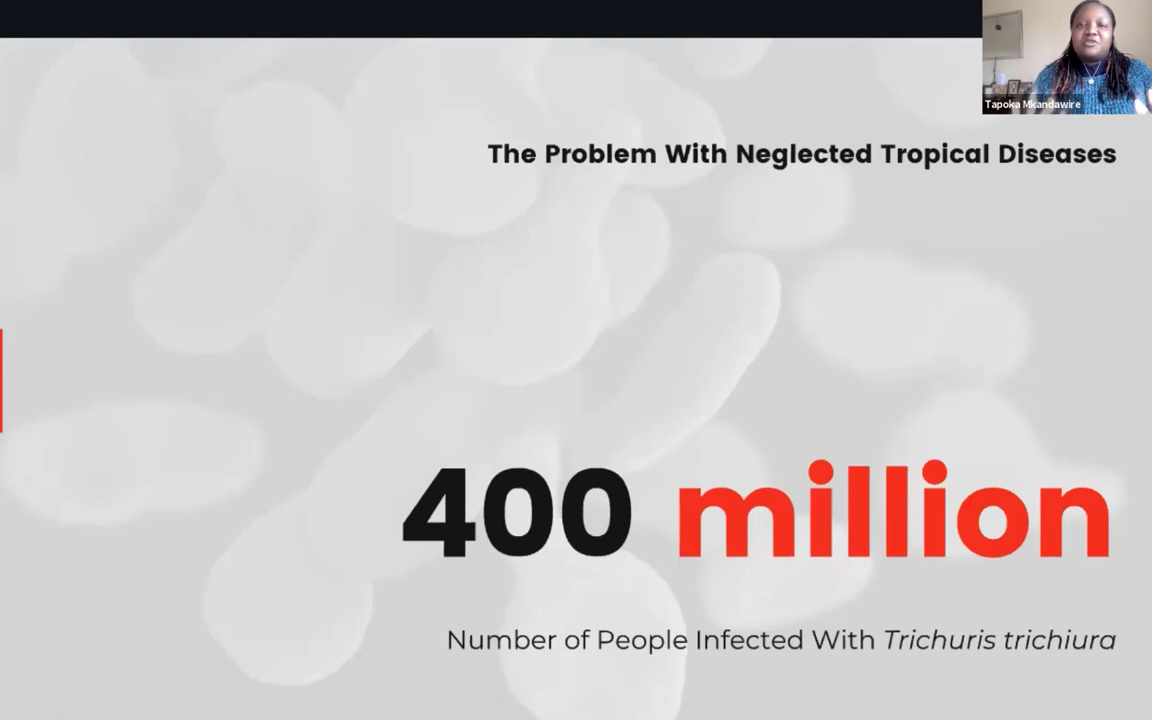 Tapoka Mkandawire
The Problem With Neglected Tropical Diseases
400 million
Number of People Infected With Trichuris trichiura